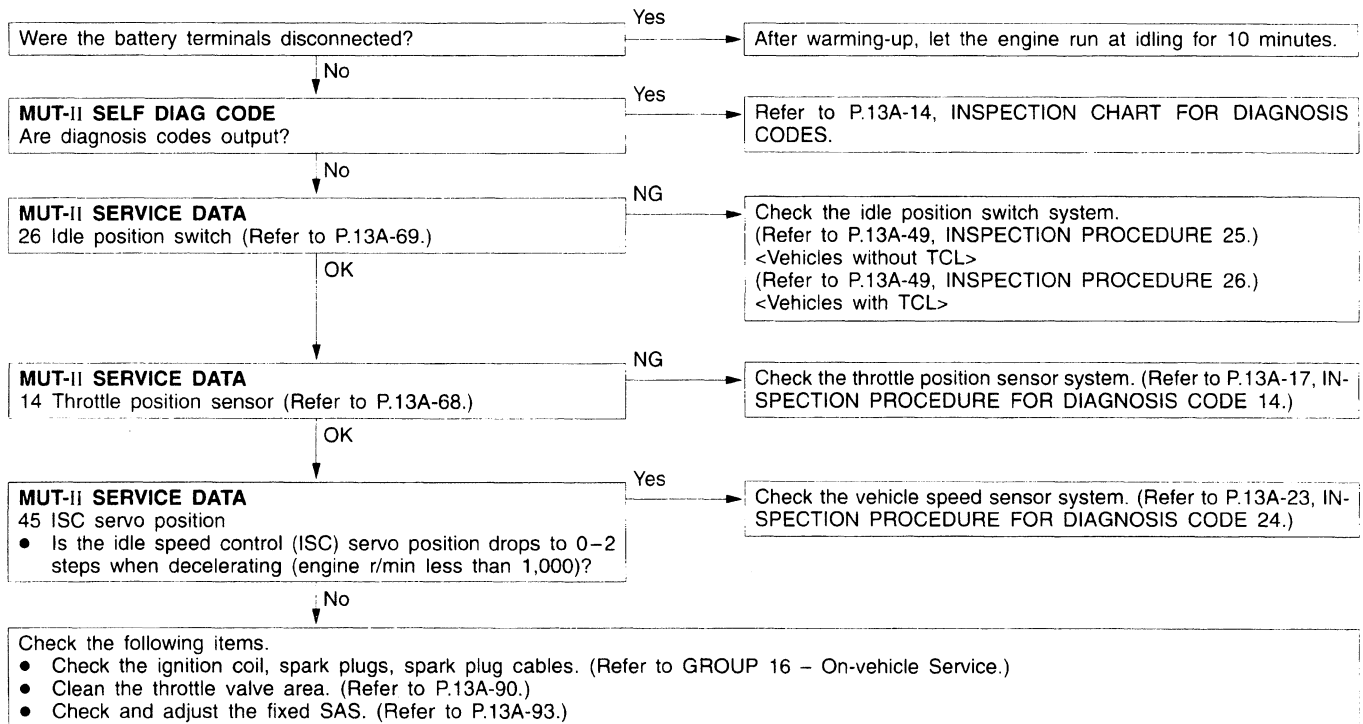 Were the battery terminals disconnected?
Yes
After warming-up, let the engine run at idling for 10 minutes.
No
MUT-II SELF DIAG CODE
Are diagnosis codes output?
Yes
Refer to P.13A-14, INSPECTION CHART FOR DIAGNOSIS
CODES.
No
MUT-II SERVICE DATA
26 Idle position switch (Refer to P.13A-69.)
NG
Check the idle position switch system.
(Refer to P.13A-49, INSPECTION PROCEDURE 25.)
<Vehicles without TCL>
(Refer to P.13A-49, INSPECTION PROCEDURE 26.)
<Vehicles with TCL>
OK
MUT-II SERVICE DATA
14 Throttle position sensor (Refer to P.13A-68.)
NG
Check the throttle position sensor system. (Refer to P.13A-17, IN-
SPECTION PROCEDURE FOR DIAGNOSIS CODE 14.)
OK
MUT-II SERVICE DATA
45 ISC servo position
● Is the idle speed control (ISC) servo position drops to 0–2
steps when decelerating (engine r/min less than 1,000)?
Yes
Check the vehicle speed sensor system. (Refer to P.13A-23, IN-
SPECTION PROCEDURE FOR DIAGNOSIS CODE 24.)
No
Check the following items.
● Check the ignition coil, spark plugs, spark plug cables. (Refer to GROUP 16 – On-vehicle Service.)
● Clean the throttle valve area. (Refer to P.13A-90.)
● Check and adjust the fixed SAS. (Refer to P.13A-93.)